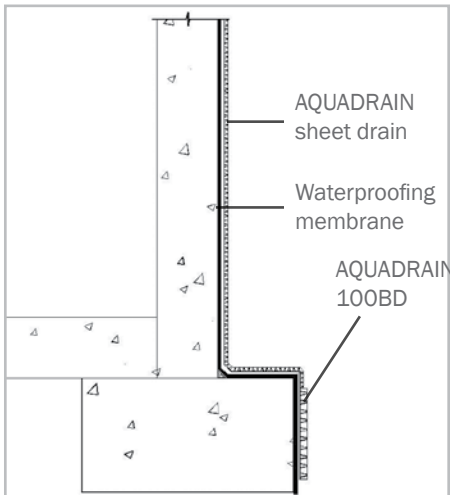 AQUADRAIN
sheet drain
Waterproofing
membrane
AQUADRAIN
100BD